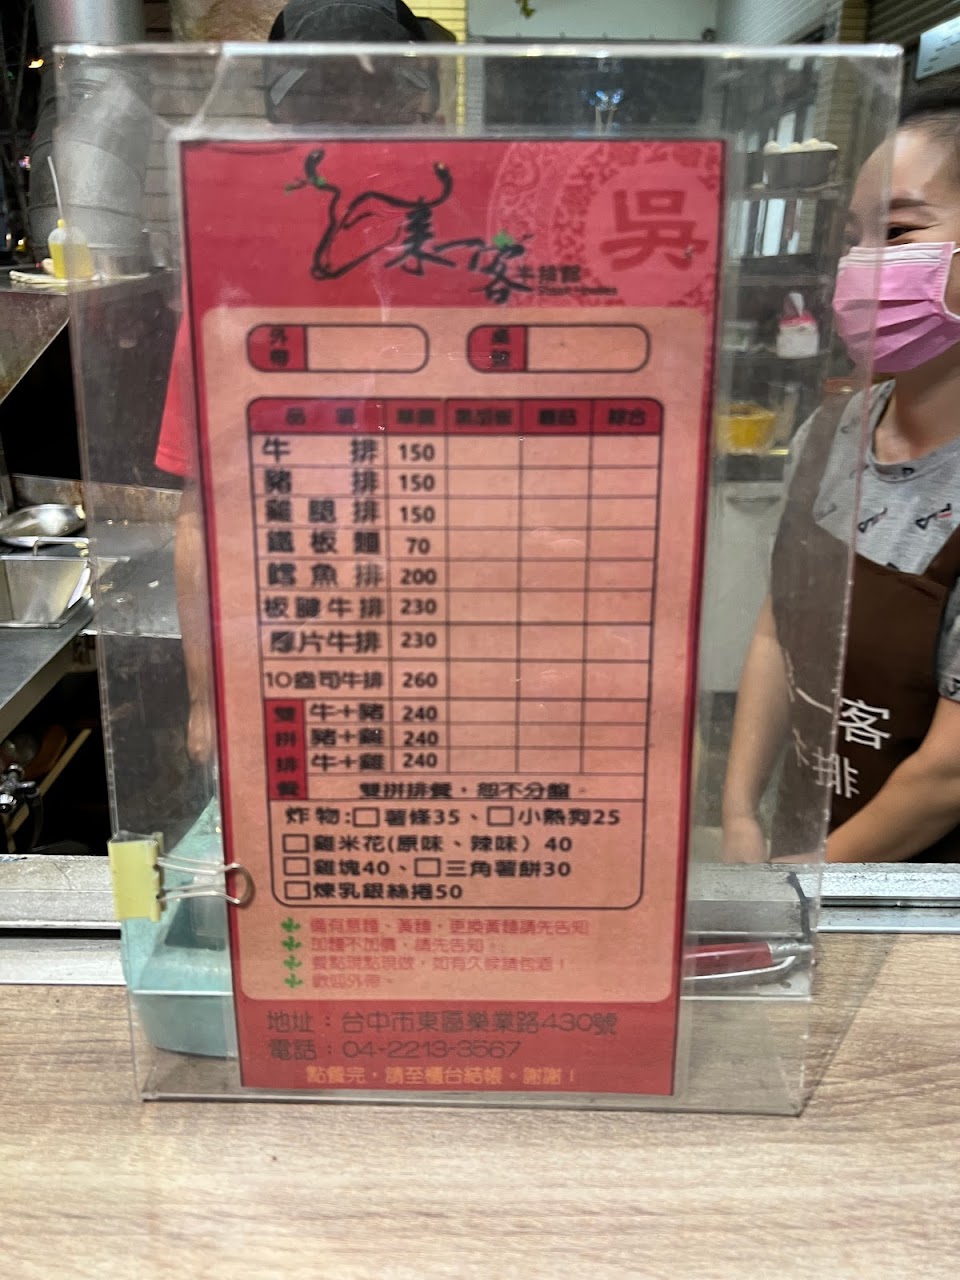 吳
來一客
牛排館
外帶
桌號
品名 單價 黑胡椒 蘑菇 綜合
牛排 150
豬排 150
雞腿排 150
鐵板麵 70
鱈魚排 200
板腱牛排 230
厚片牛排 230
10盎司牛排 260
雙拼排餐
牛+豬 240
豬+雞 240
牛+雞 240
雙拼排餐，恕不分盤。
炸物:□薯條35、□小熱狗25
□雞米花(原味、辣味) 40
□雞塊40、□三角薯餅30
□煉乳銀絲捲50
備有意麵、黃麵，更換黃麵請先告知
加麵不加價，請先告知。
餐點現點現做，如有久候請包涵！
歡迎外帶。
地址：台中市東區樂業路430號
電話：04-2213-3567
點餐完，請至櫃台結帳。謝謝！
客
排